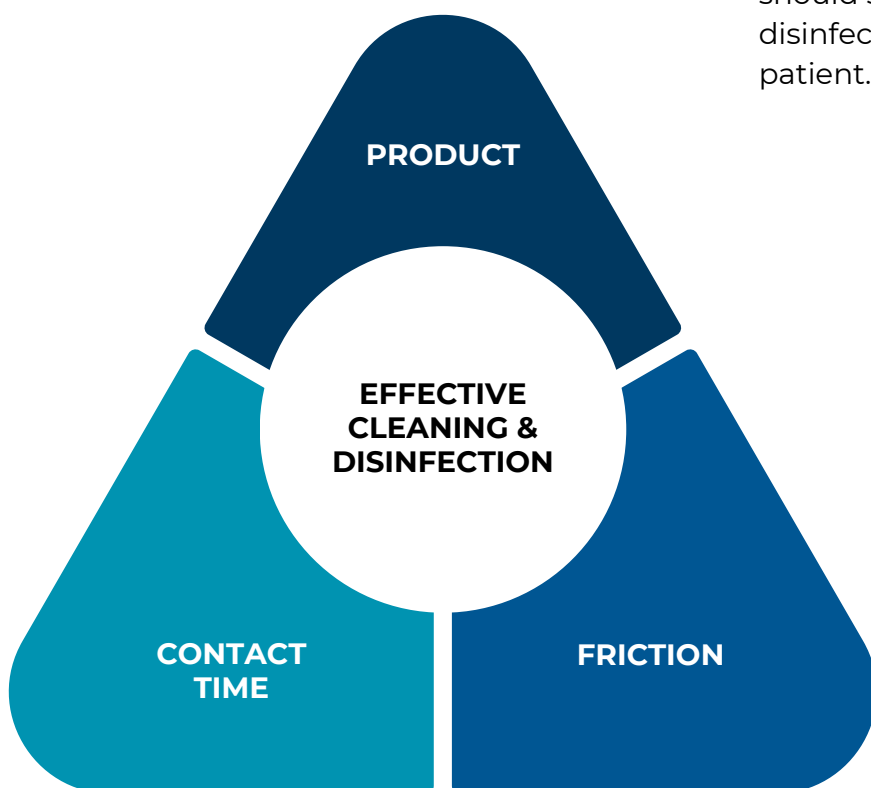 disinfec
patient.
PRODUCT
EFFECTIVE
CLEANING &
DISINFECTION
CONTACT
TIME
FRICTION